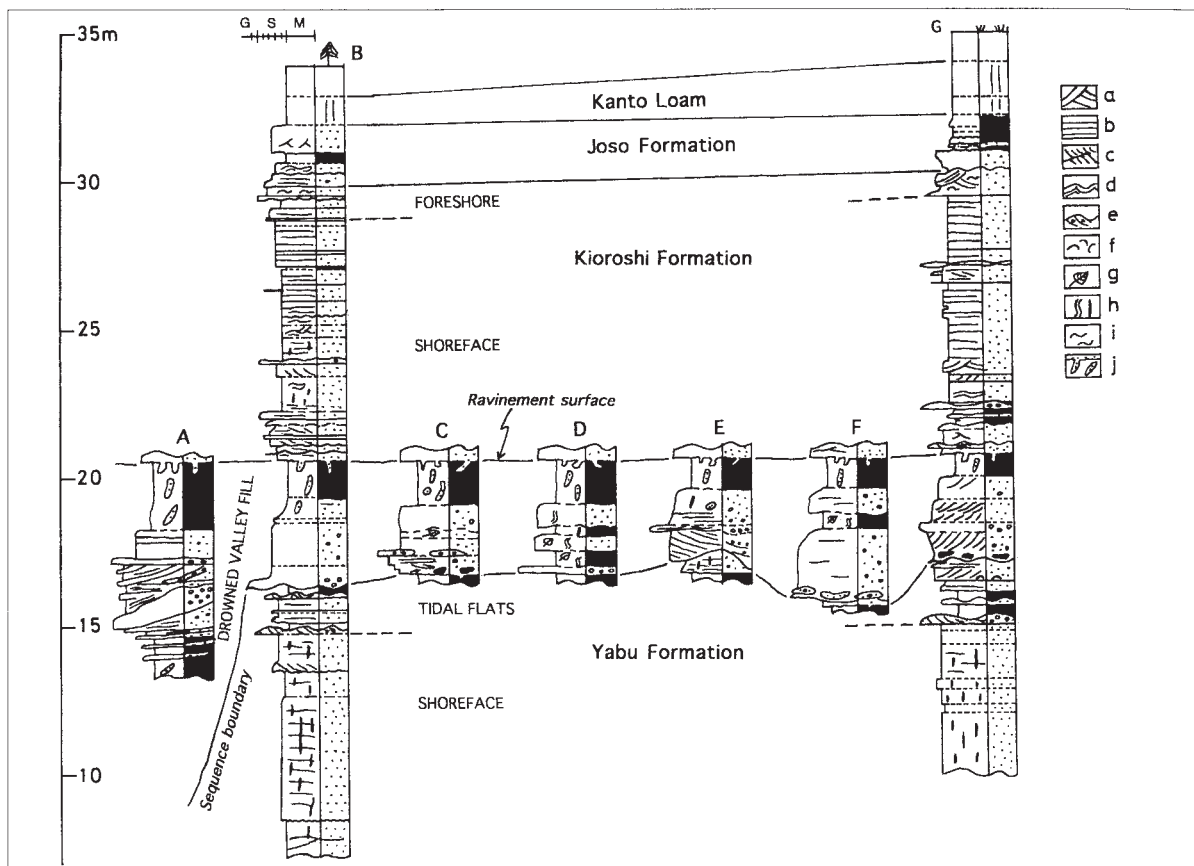 35m
G S M
B
G
Kanto Loam
Joso Formation
30
FORESHORE
Kioroshi Formation
25
SHOREFACE
Ravinement surface
A
C
D
E
F
20
DROWNED VALLEY FILL
TIDAL FLATS
15
Yabu Formation
Sequence boundary
SHOREFACE
10
a
b
c
d
e
f
g
h
i
j